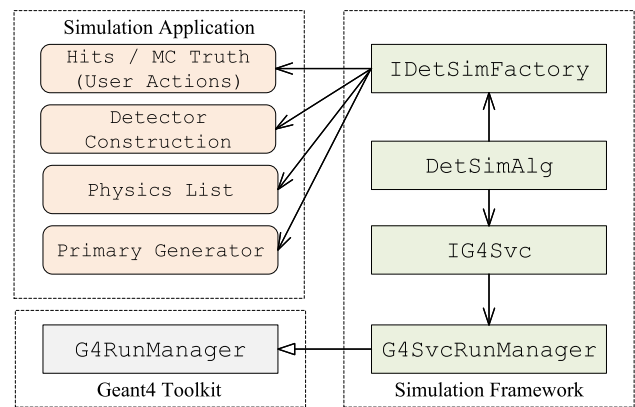 Simulation Application
Hits / MC Truth
(User Actions)
Detector
Construction
Physics List
Primary Generator
G4RunManager
Geant4 Toolkit
IDetSimFactory
DetSimAlg
IG4Svc
G4SvcRunManager
Simulation Framework